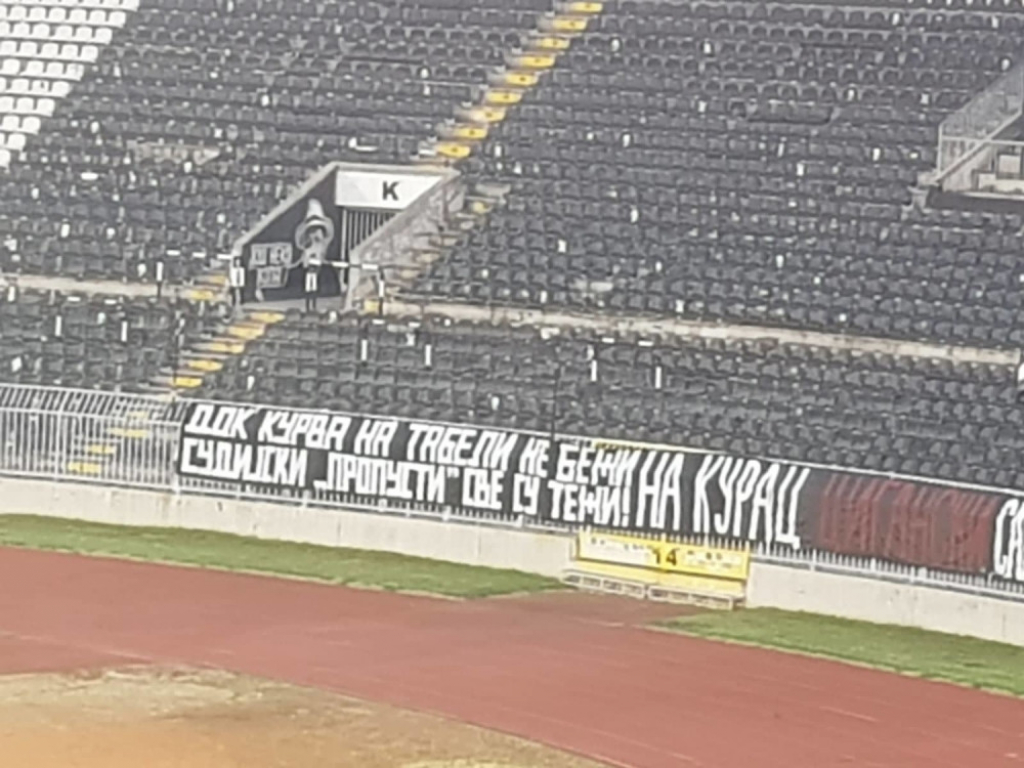 K
ДОК КУРВА НА ТАБЕЛИ НЕ БЕЖИ
СУДИЈСКИ „ПРОПУСТИ“ СВЕ СУ ТЕЖИ!
НА КУРАЦ
14